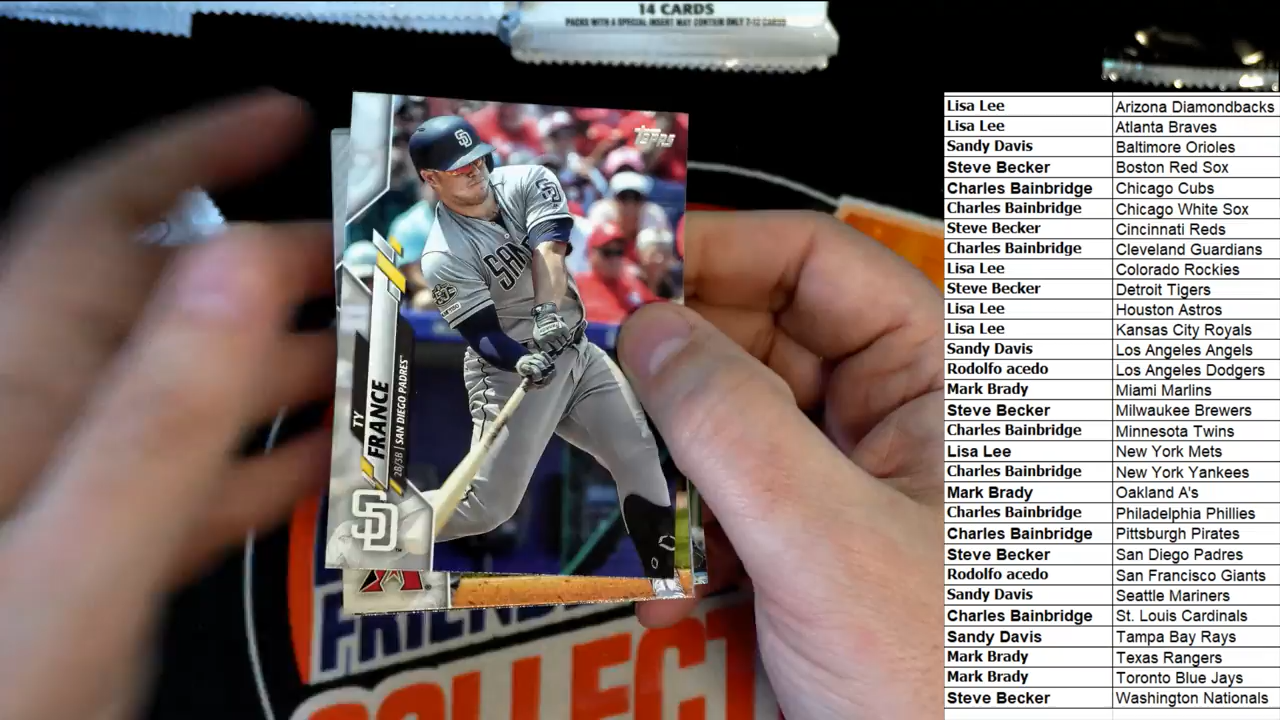 14 CARDS
PACKS WITH A SPECIAL INSERT MAY CONTAIN ONLY 7-12 CARDS
TOPPS
SD
SD
SAN
TY
FRANCE
2B/3B | SAN DIEGO PADRES™
SD
A
COLLECT
Lisa Lee Arizona Diamondbacks
Lisa Lee Atlanta Braves
Sandy Davis Baltimore Orioles
Steve Becker Boston Red Sox
Charles Bainbridge Chicago Cubs
Charles Bainbridge Chicago White Sox
Steve Becker Cincinnati Reds
Charles Bainbridge Cleveland Guardians
Lisa Lee Colorado Rockies
Steve Becker Detroit Tigers
Lisa Lee Houston Astros
Lisa Lee Kansas City Royals
Sandy Davis Los Angeles Angels
Rodolfo acedo Los Angeles Dodgers
Mark Brady Miami Marlins
Steve Becker Milwaukee Brewers
Charles Bainbridge Minnesota Twins
Lisa Lee New York Mets
Charles Bainbridge New York Yankees
Mark Brady Oakland A's
Charles Bainbridge Philadelphia Phillies
Charles Bainbridge Pittsburgh Pirates
Steve Becker San Diego Padres
Rodolfo acedo San Francisco Giants
Sandy Davis Seattle Mariners
Charles Bainbridge St. Louis Cardinals
Sandy Davis Tampa Bay Rays
Mark Brady Texas Rangers
Mark Brady Toronto Blue Jays
Steve Becker Washington Nationals